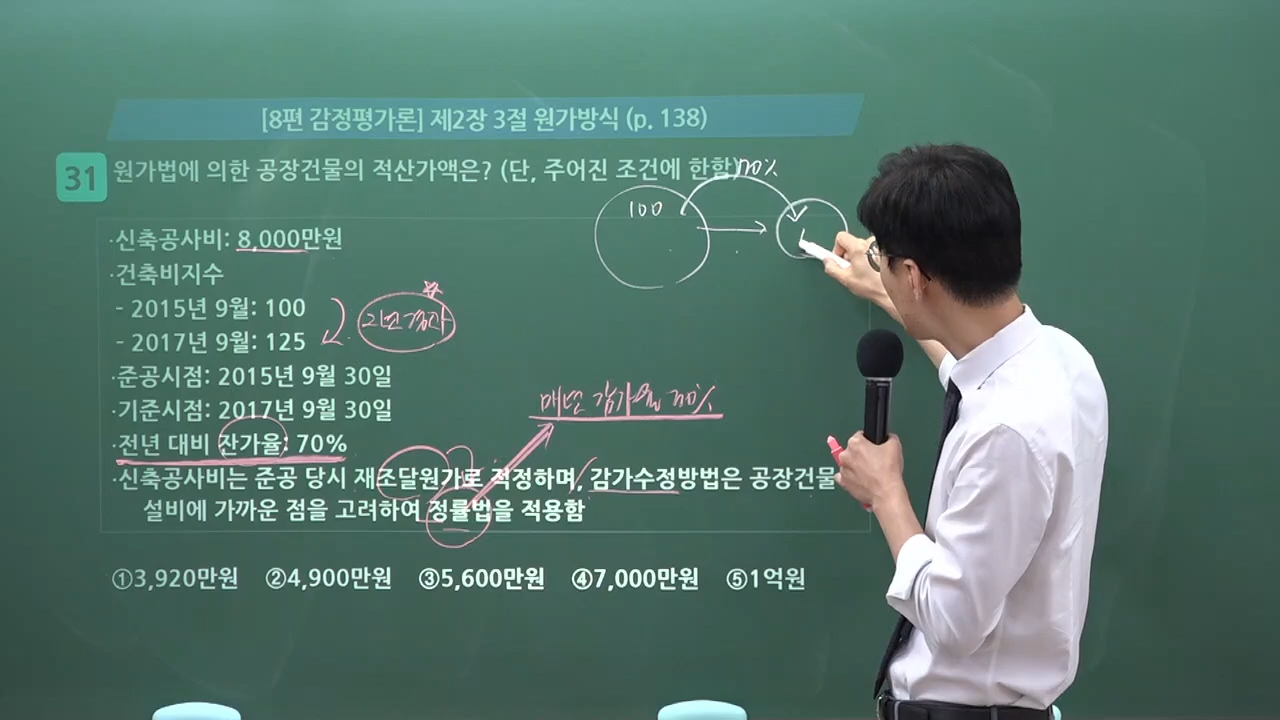 [8편 감정평가론] 제2장 3절 원가방식 (p. 138)
31 원가법에 의한 공장건물의 적산가액은? (단, 주어진 조건에 한함)
70%
100
·신축공사비: 8,000만원
·건축비지수
- 2015년 9월: 100
2년 경과
- 2017년 9월: 125
·준공시점: 2015년 9월 30일
·기준시점: 2017년 9월 30일
매년 감가율
·전년 대비 잔가율: 70%
·신축공사비는 준공 당시 재조달원가로 적정하며, 감가수정방법은 공장건물
설비에 가까운 점을 고려하여 정률법을 적용함
①3,920만원 ②4,900만원 ③5,600만원 ④7,000만원 ⑤1억원